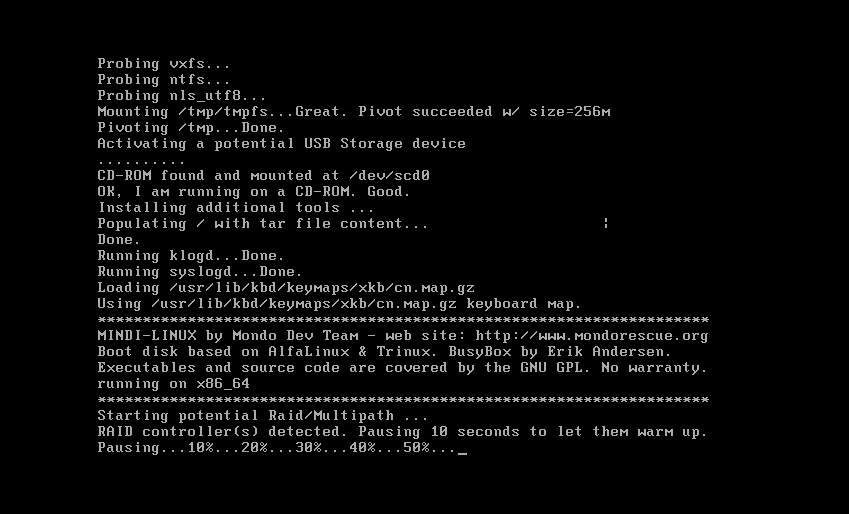 Probing vxfs...
Probing ntfs...
Probing nls_utf8...
Mounting /tmp/tmpfs...Great. Pivot succeeded w/ size=256m
Pivoting /tmp...Done.
Activating a potential USB Storage device
..........
CD-ROM found and mounted at /dev/scd0
OK, I am running on a CD-ROM. Good.
Installing additional tools ...
Populating / with tar file content...                    ¦
Done.
Running klogd...Done.
Running syslogd...Done.
Loading /usr/lib/kbd/keymaps/xkb/cn.map.gz
Using /usr/lib/kbd/keymaps/xkb/cn.map.gz keyboard map.
********************************************************************
MINDI-LINUX by Mondo Dev Team - web site: http://www.mondorescue.org
Boot disk based on AlfaLinux & Trinux. BusyBox by Erik Andersen.
Executables and source code are covered by the GNU GPL. No warranty.
running on x86_64
********************************************************************
Starting potential Raid/Multipath ...
RAID controller(s) detected. Pausing 10 seconds to let them warm up.
Pausing...10%...20%...30%...40%...50%..._